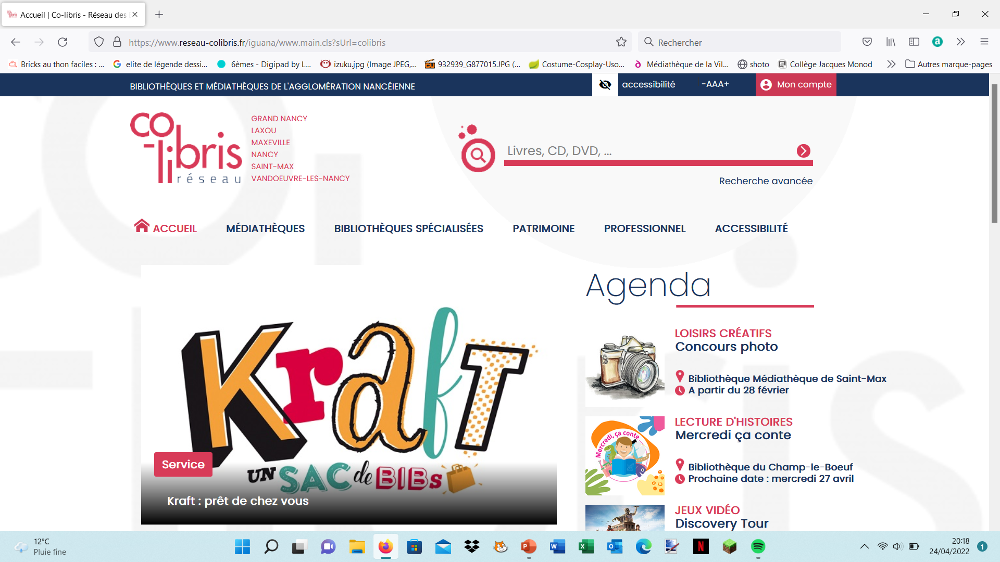 Accueil | Co-libris - Réseau des
https://www.reseau-colibris.fr/iguana/www.main.cls?sUrl=colibris
Rechercher
a
Bricks au thon faciles : ...
elite de légende dessi...
6èmes - Digipad by L...
izuku.jpg (Image JPEG,...
932939_G877015.JPG (...
Costume-Cosplay-Uso...
Médiathèque de la Vil...
shoto
Collège Jacques Monod
Autres marque-pages
BIBLIOTHÈQUES ET MÉDIATHÈQUES DE L'AGGLOMÉRATION NANCÉIENNE
accessibilité
-AAA+
Mon compte
co-libris
réseau
GRAND NANCY
LAXOU
MAXEVILLE
NANCY
SAINT-MAX
VANDOEUVRE-LES-NANCY
Livres, CD, DVD, ...
Recherche avancée
ACCUEIL
MÉDIATHÈQUES
BIBLIOTHÈQUES SPÉCIALISÉES
PATRIMOINE
PROFESSIONNEL
ACCESSIBILITÉ
Kraft
UN SAC de BIBs
Service
Kraft : prêt de chez vous
Agenda
LOISIRS CRÉATIFS
Concours photo
Bibliothèque Médiathèque de Saint-Max
A partir du 28 février
Mercredi, ça conte
LECTURE D'HISTOIRES
Mercredi ça conte
Bibliothèque du Champ-le-Boeuf
Prochaine date : mercredi 27 avril
JEUX VIDÉO
Discovery Tour
12°C
Pluie fine
20:18
24/04/2022
1